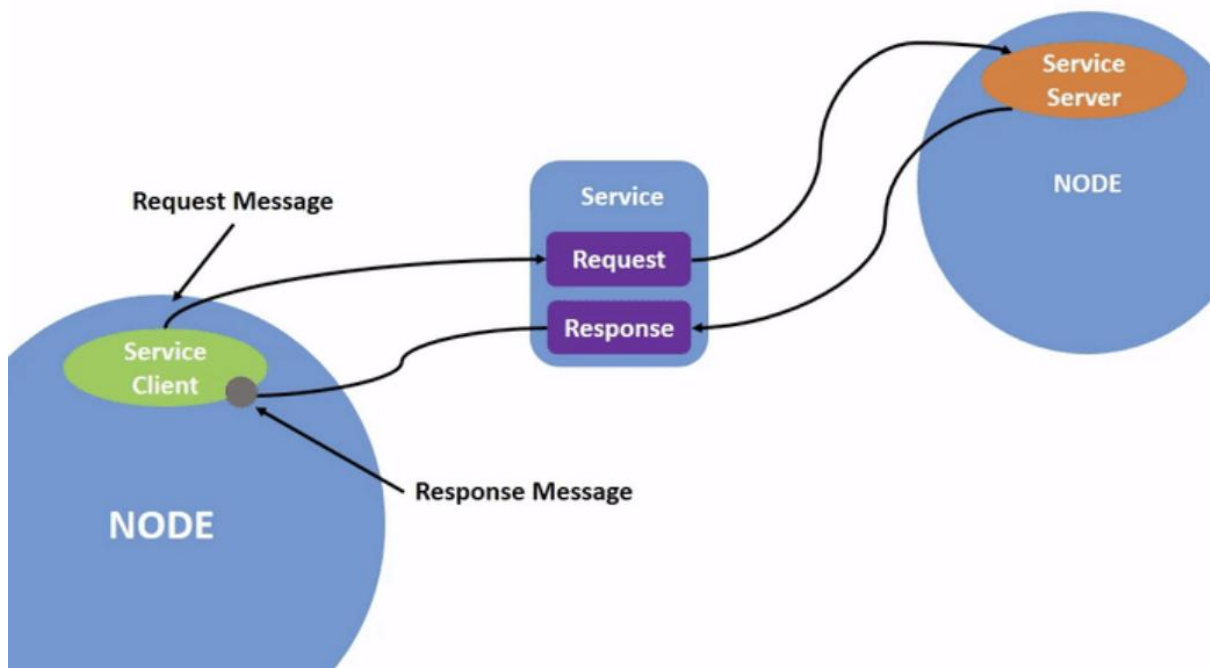 Service
Server
NODE
Service
Request
Response
Request Message
Service
Client
Response Message
NODE